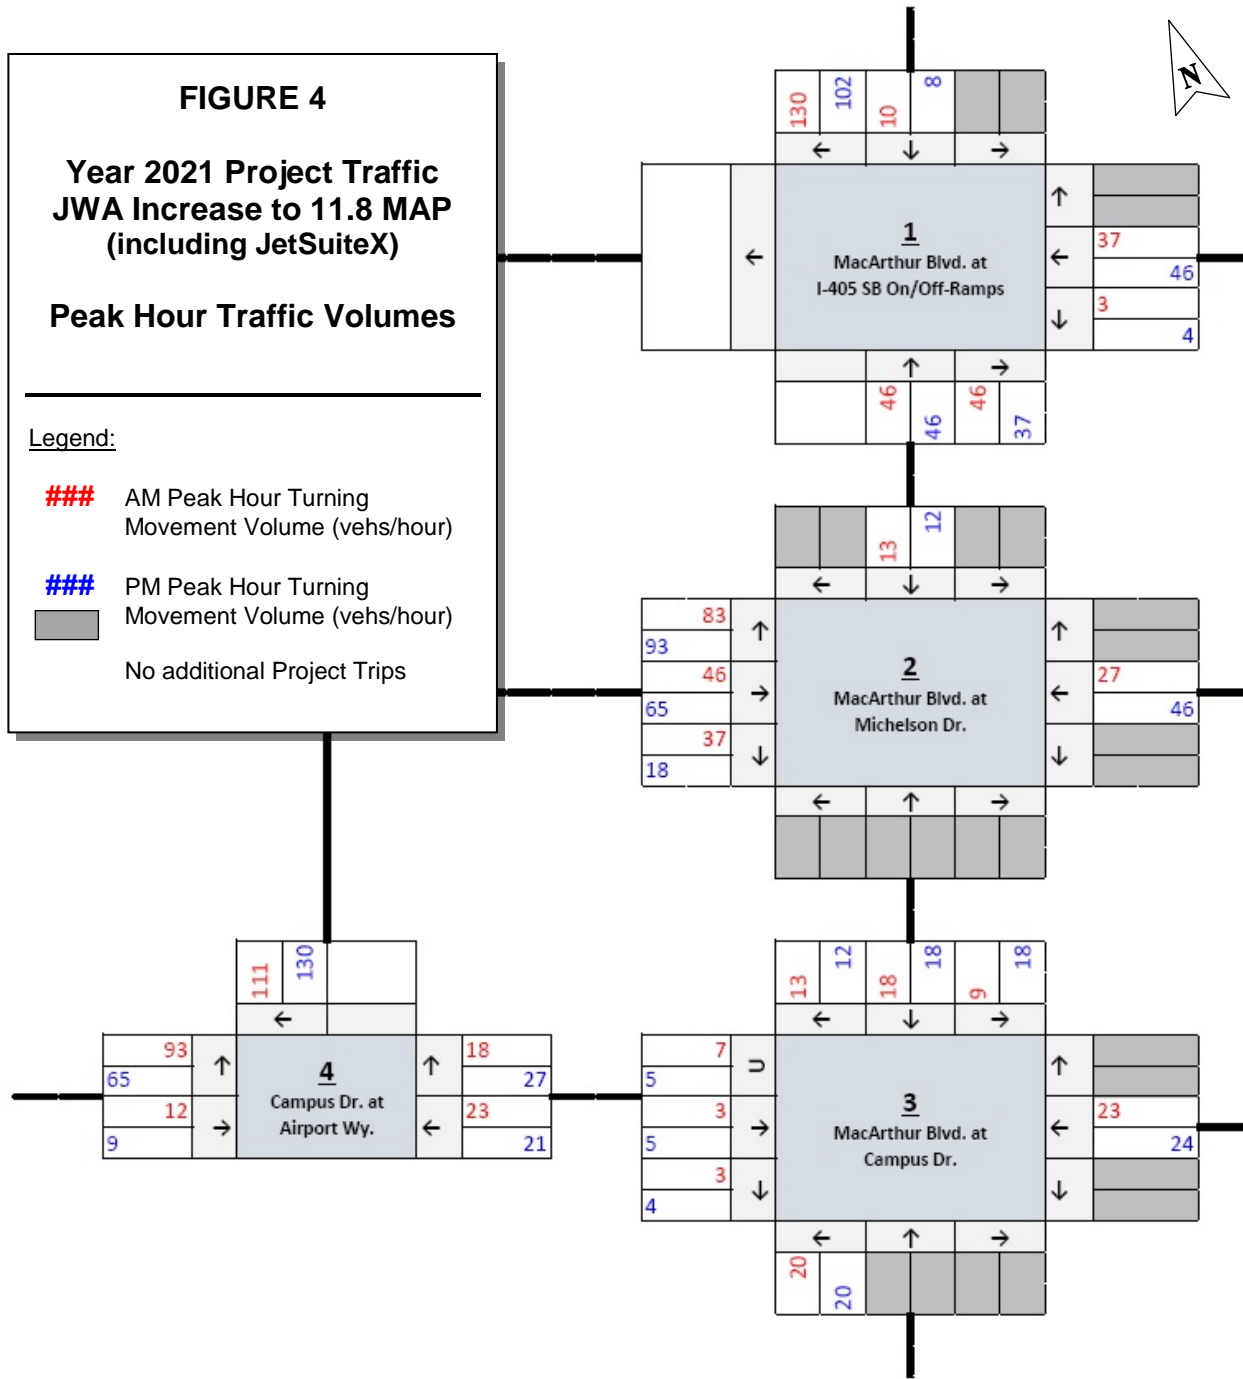 FIGURE 4
Year 2021 Project Traffic
JWA Increase to 11.8 MAP
(including JetSuiteX)
Peak Hour Traffic Volumes
Legend:
### AM Peak Hour Turning
Movement Volume (vehs/hour)
### PM Peak Hour Turning
Movement Volume (vehs/hour)
No additional Project Trips
N
130 102 10 8
← ↓ →
←
1
MacArthur Blvd. at
I-405 SB On/Off-Ramps
↑
← 37
46
↓ 3
4
↑ →
46 46 46 37
13 12
← ↓ →
83 ↑
93
46 →
65
37 ↓
18
2
MacArthur Blvd. at
Michelson Dr.
↑
← 27
46
↓
← ↑ →
111 130
←
93 ↑
65
12 →
9
4
Campus Dr. at
Airport Wy.
↑ 18
27
← 23
21
13 12 18 18 9 18
← ↓ →
7 ⊃
5
3 →
5
3 ↓
4
3
MacArthur Blvd. at
Campus Dr.
↑
← 23
24
↓
← ↑ →
20 20